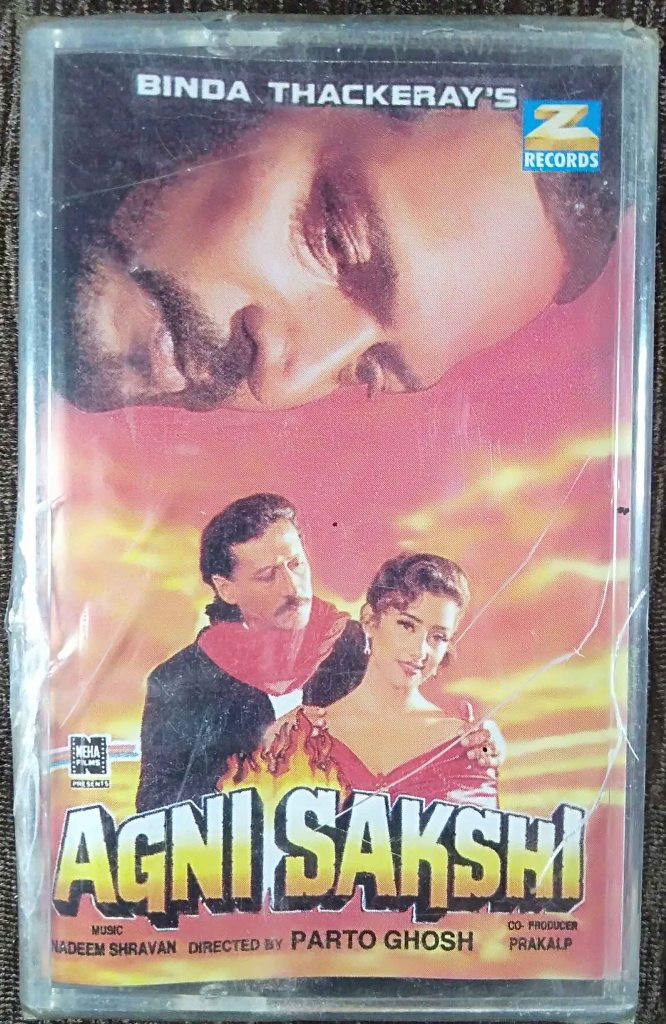 BINDA THACKERAY'S
Z
RECORDS
NEHA
FILMS
N
PRESENTS
AGNI SAKSHI
MUSIC
NADEEM SHRAVAN
DIRECTED BY PARTO GHOSH
CO- PRODUCER
PRAKALP